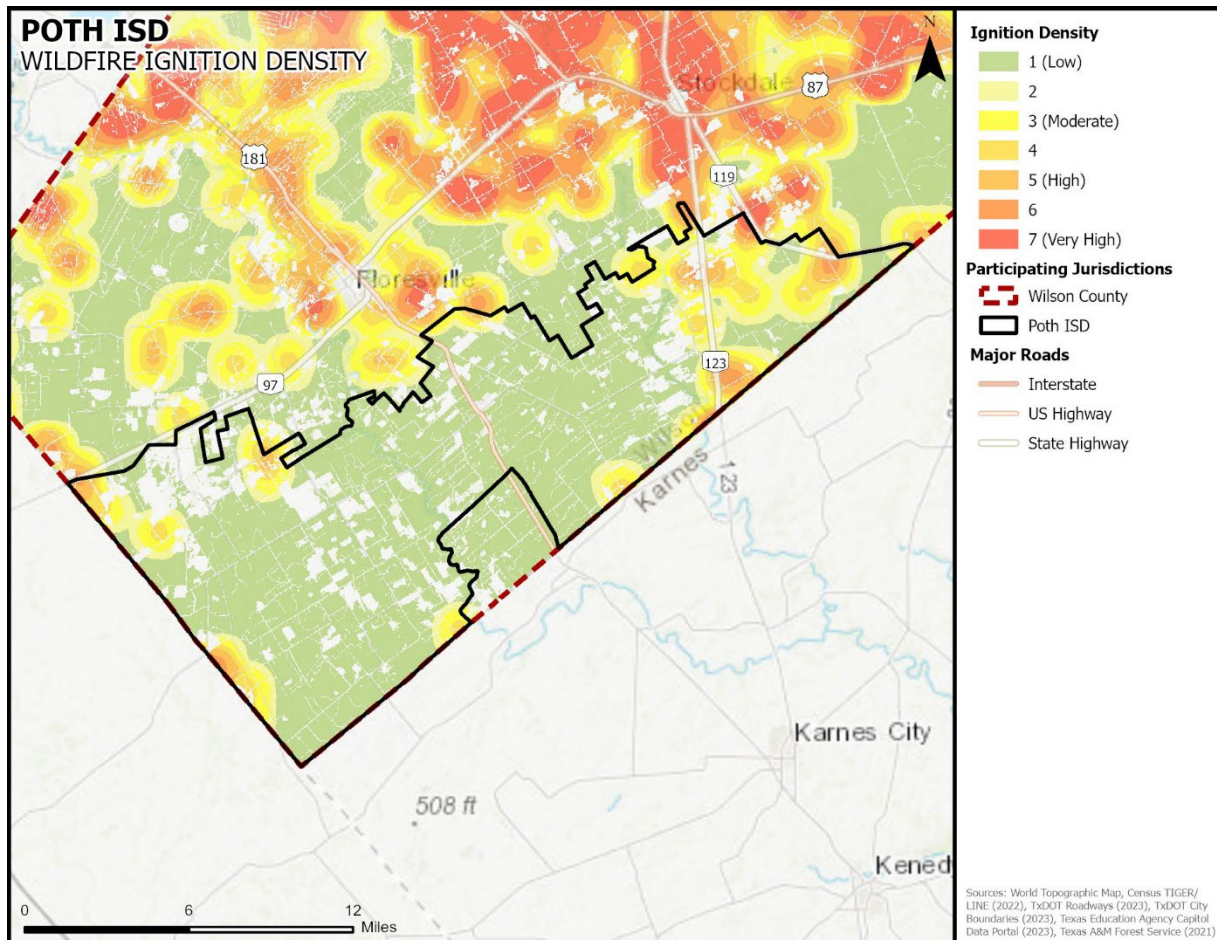 POTH ISD
WILDFIRE IGNITION DENSITY
N
Stockdale
87
181
119
Floresville
97
123
Wilson
Karnes
123
Karnes City
508 ft
Kenedy
0
6
12
Miles
Ignition Density
1 (Low)
2
3 (Moderate)
4
5 (High)
6
7 (Very High)
Participating Jurisdictions
Wilson County
Poth ISD
Major Roads
Interstate
US Highway
State Highway
Sources: World Topographic Map, Census TIGER/
LINE (2022), TxDOT Roadways (2023), TxDOT City
Boundaries (2023), Texas Education Agency Capitol
Data Portal (2023), Texas A&M Forest Service (2021)